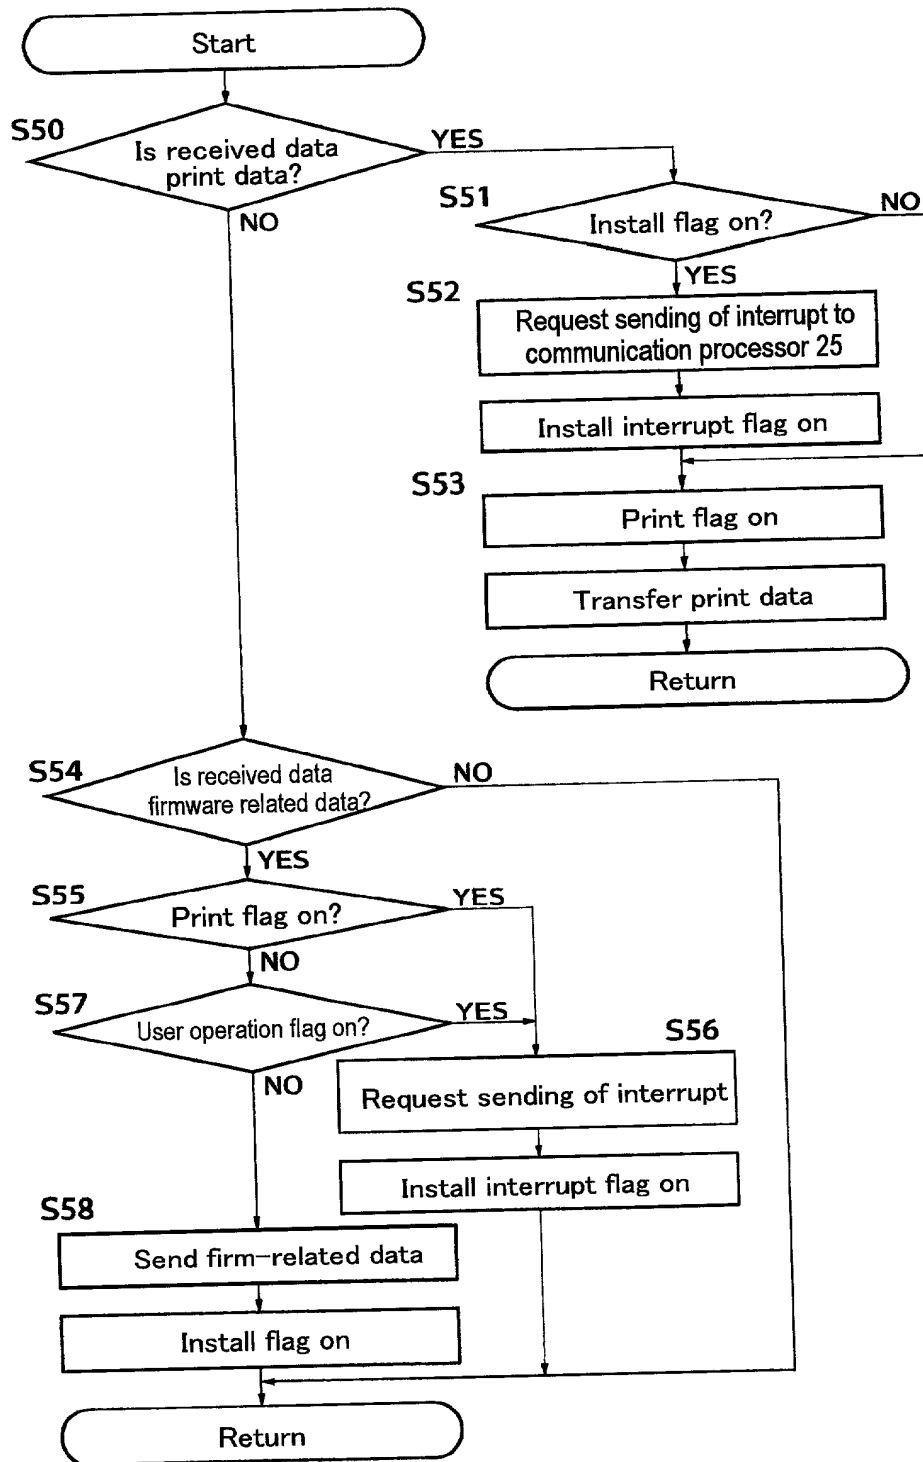 Start
S50
Is received data
print data?
YES
NO
S51
Install flag on?
NO
YES
S52
Request sending of interrupt to
communication processor 25
Install interrupt flag on
S53
Print flag on
Transfer print data
Return
S54
Is received data
firmware related data?
NO
YES
S55
Print flag on?
YES
NO
S57
User operation flag on?
YES
NO
S56
Request sending of interrupt
Install interrupt flag on
S58
Send firm-related data
Install flag on
Return